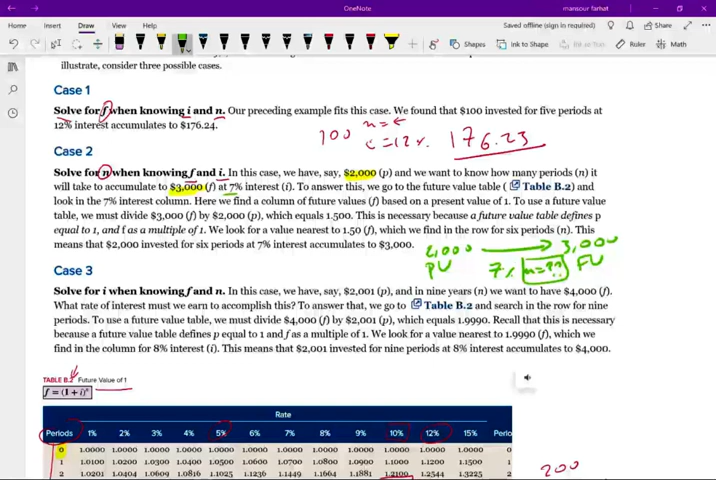 OneNote
mansour farhat
Home Insert Draw View Help
Saved offline (sign in required)
Share
Shapes Ink to Shape Ruler Math
illustrate, consider three possible cases.
Case 1
Solve for f when knowing i and n. Our preceding example fits this case. We found that $100 invested for five periods at
12% interest accumulates to $176.24.
100 i=12%. 176.23
Case 2
Solve for n when knowing f and i. In this case, we have, say, $2,000 (p) and we want to know how many periods (n) it
will take to accumulate to $3,000 (f) at 7% interest (i). To answer this, we go to the future value table ( Table B.2) and
look in the 7% interest column. Here we find a column of future values (f) based on a present value of 1. To use a future
value table, we must divide $3,000 (f) by $2,000 (p), which equals 1.500. This is necessary because a future value table defines p
equal to 1, and f as a multiple of 1. We look for a value nearest to 1.50 (f), which we find in the row for six periods (n). This
means that $2,000 invested for six periods at 7% interest accumulates to $3,000.
2,000 3,000
PV 7% n=?? FU
Case 3
Solve for i when knowing f and n. In this case, we have, say, $2,001 (p), and in nine years (n) we want to have $4,000 (f).
What rate of interest must we earn to accomplish this? To answer that, we go to Table B.2 and search in the row for nine
periods. To use a future value table, we must divide $4,000 (f) by $2,001 (p), which equals 1.9990. Recall that this is necessary
because a future value table defines p equal to 1 and f as a multiple of 1. We look for a value nearest to 1.9990 (f), which we
find in the column for 8% interest (i). This means that $2,001 invested for nine periods at 8% interest accumulates to $4,000.
TABLE B.2 Future Value of 1
f = (1 + i)ⁿ
Rate
Periods 1% 2% 3% 4% 5% 6% 7% 8% 9% 10% 12% 15% Perio
0 1.0000 1.0000 1.0000 1.0000 1.0000 1.0000 1.0000 1.0000 1.0000 1.0000 1.0000 1.0000 0
1 1.0100 1.0200 1.0300 1.0400 1.0500 1.0600 1.0700 1.0800 1.0900 1.1000 1.1200 1.1500 1
2 1.0201 1.0404 1.0609 1.0816 1.1025 1.1236 1.1449 1.1664 1.1881 1.2100 1.2544 1.3225 2
200